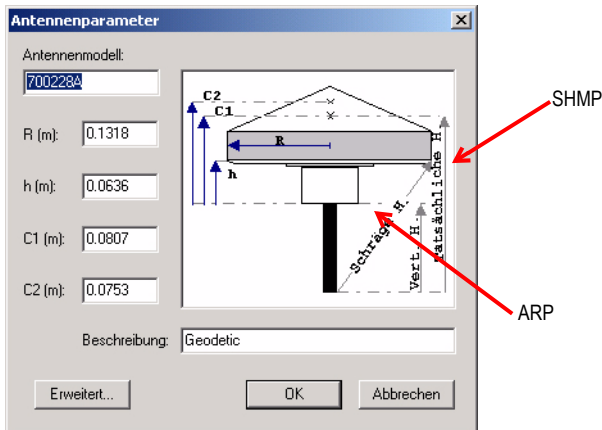 Antennenparameter
Antennenmodell:
700228A
R (m): 0.1318
h (m): 0.0636
C1 (m): 0.0807
C2 (m): 0.0753
C2
C1
R
h
Schräge H.
Vert. H.
Tatsächliche H.
SHMP
ARP
Beschreibung: Geodetic
Erweitert...
OK
Abbrechen